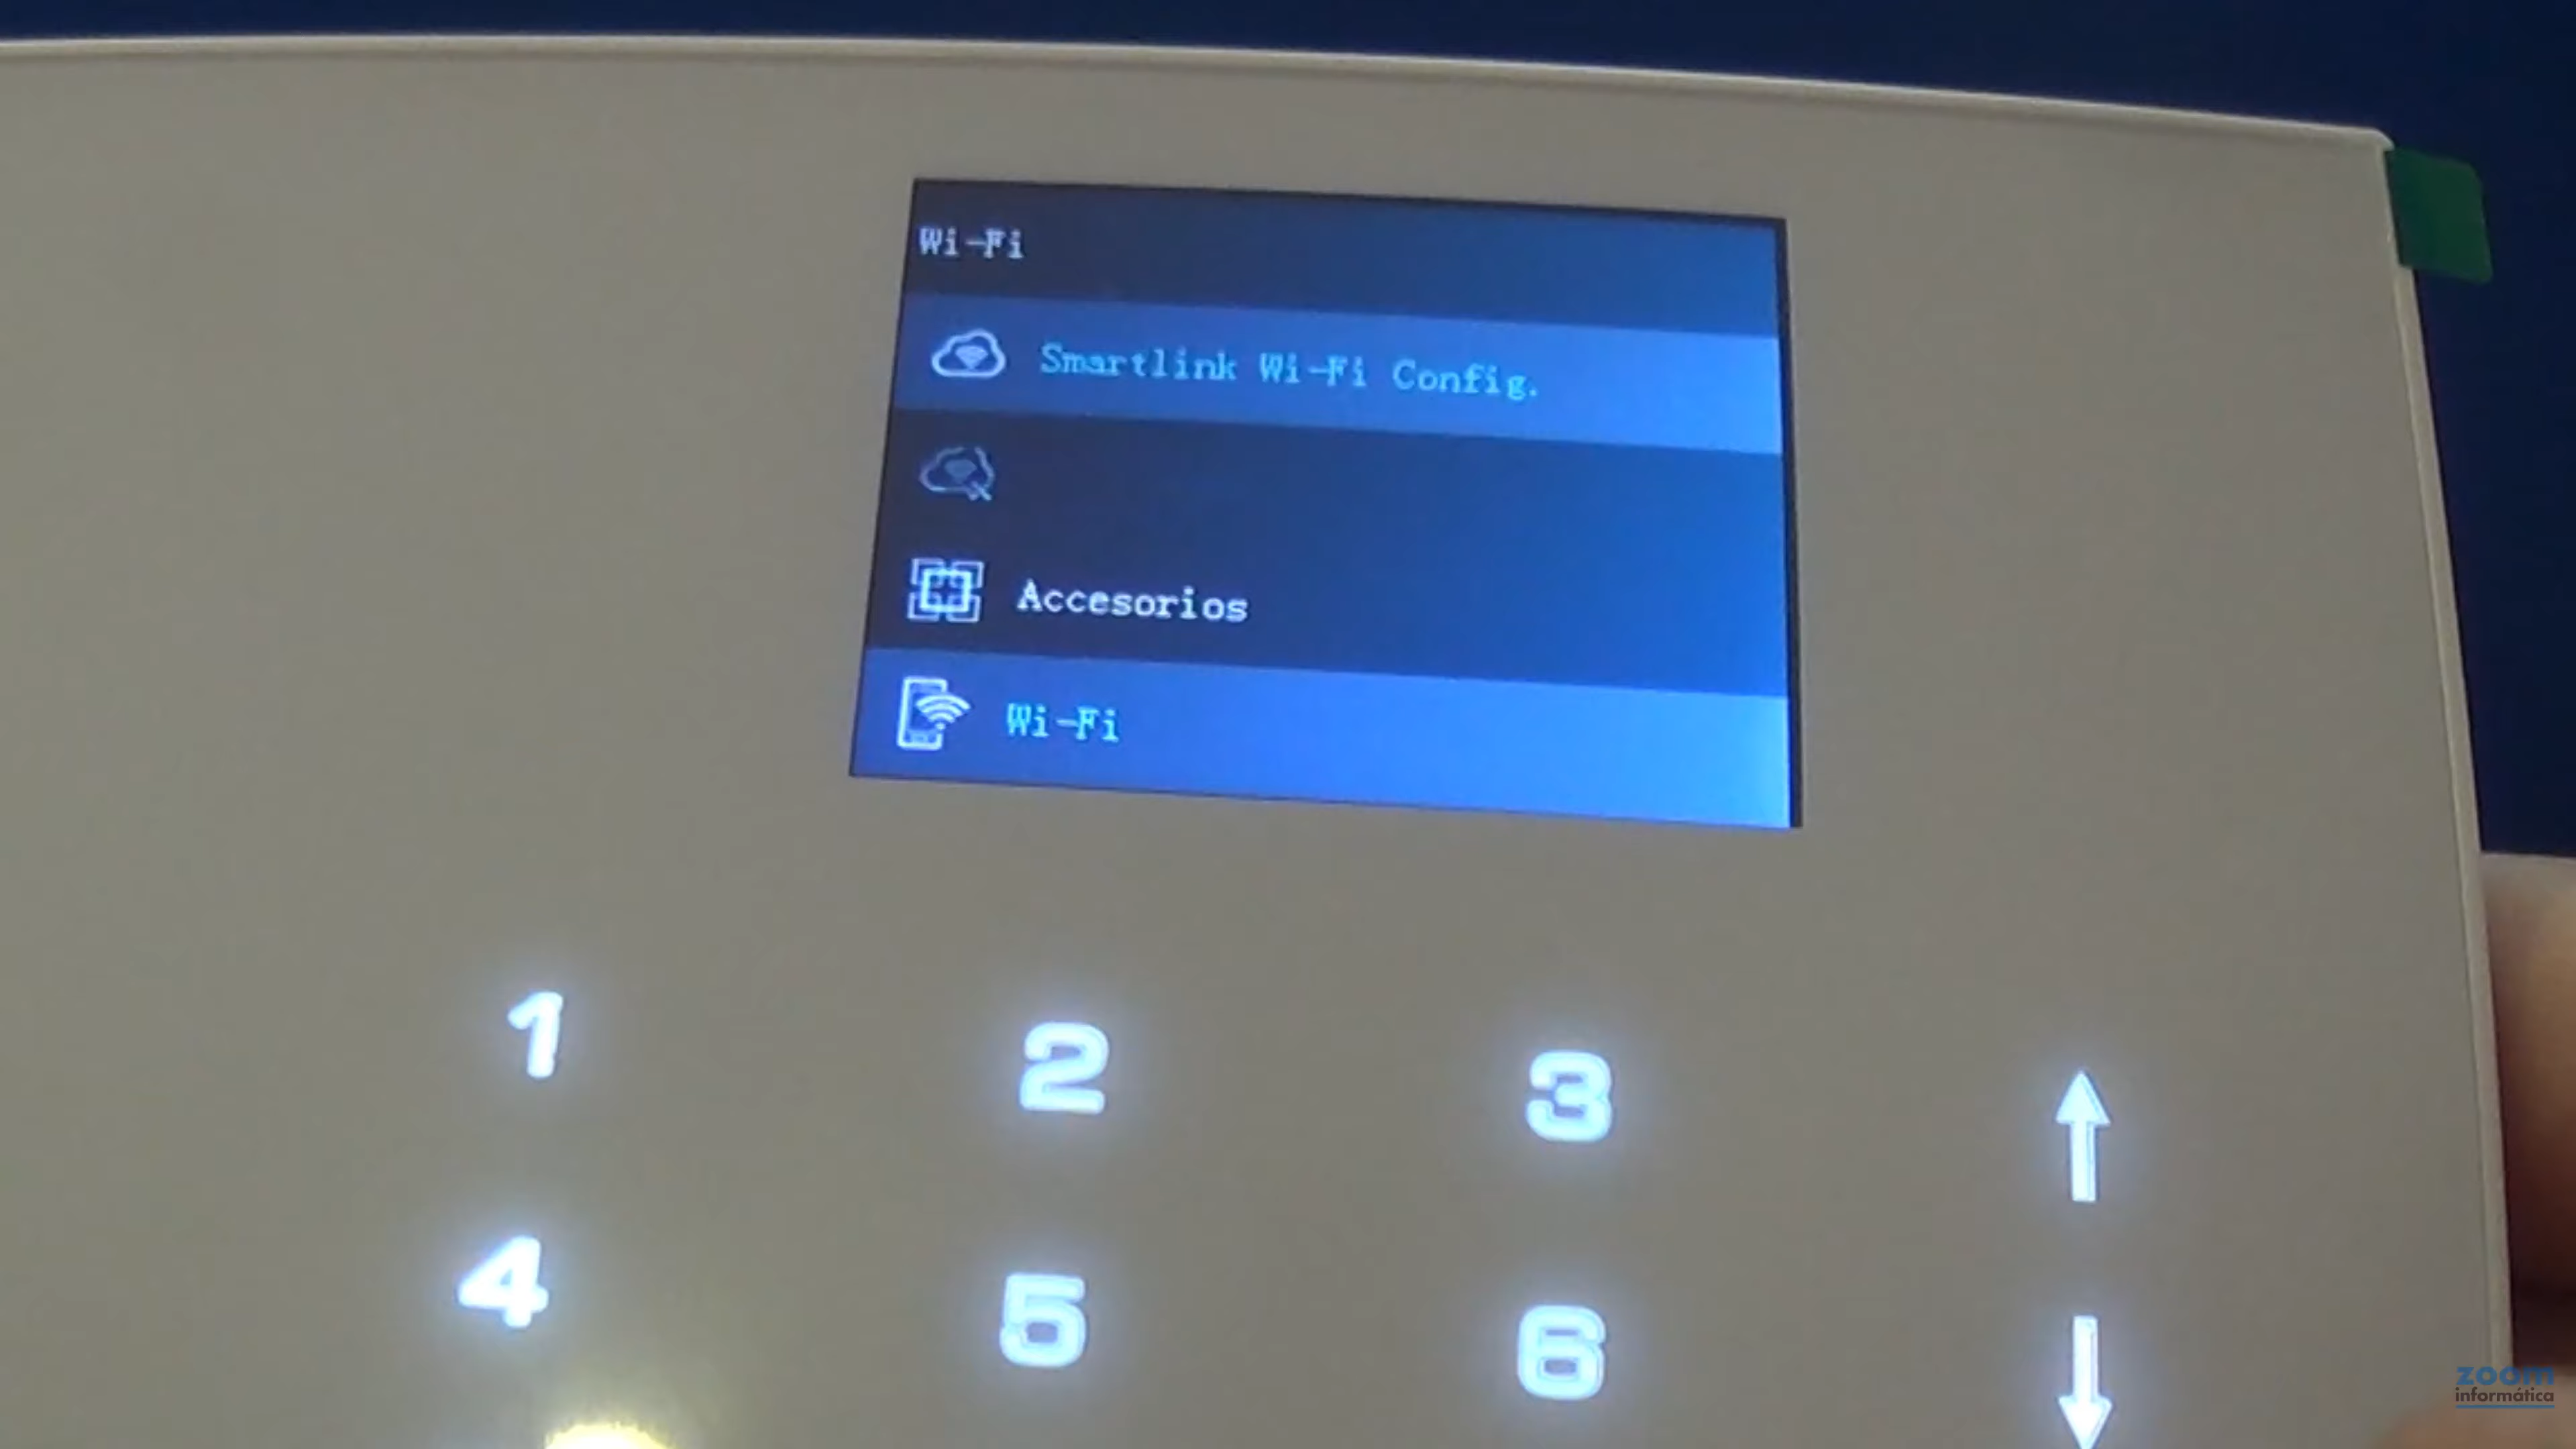 Wi-Fi
Smartlink Wi-Fi Config.
Accesorios
Wi-Fi
1 2 3
4 5 6
zoom
informática